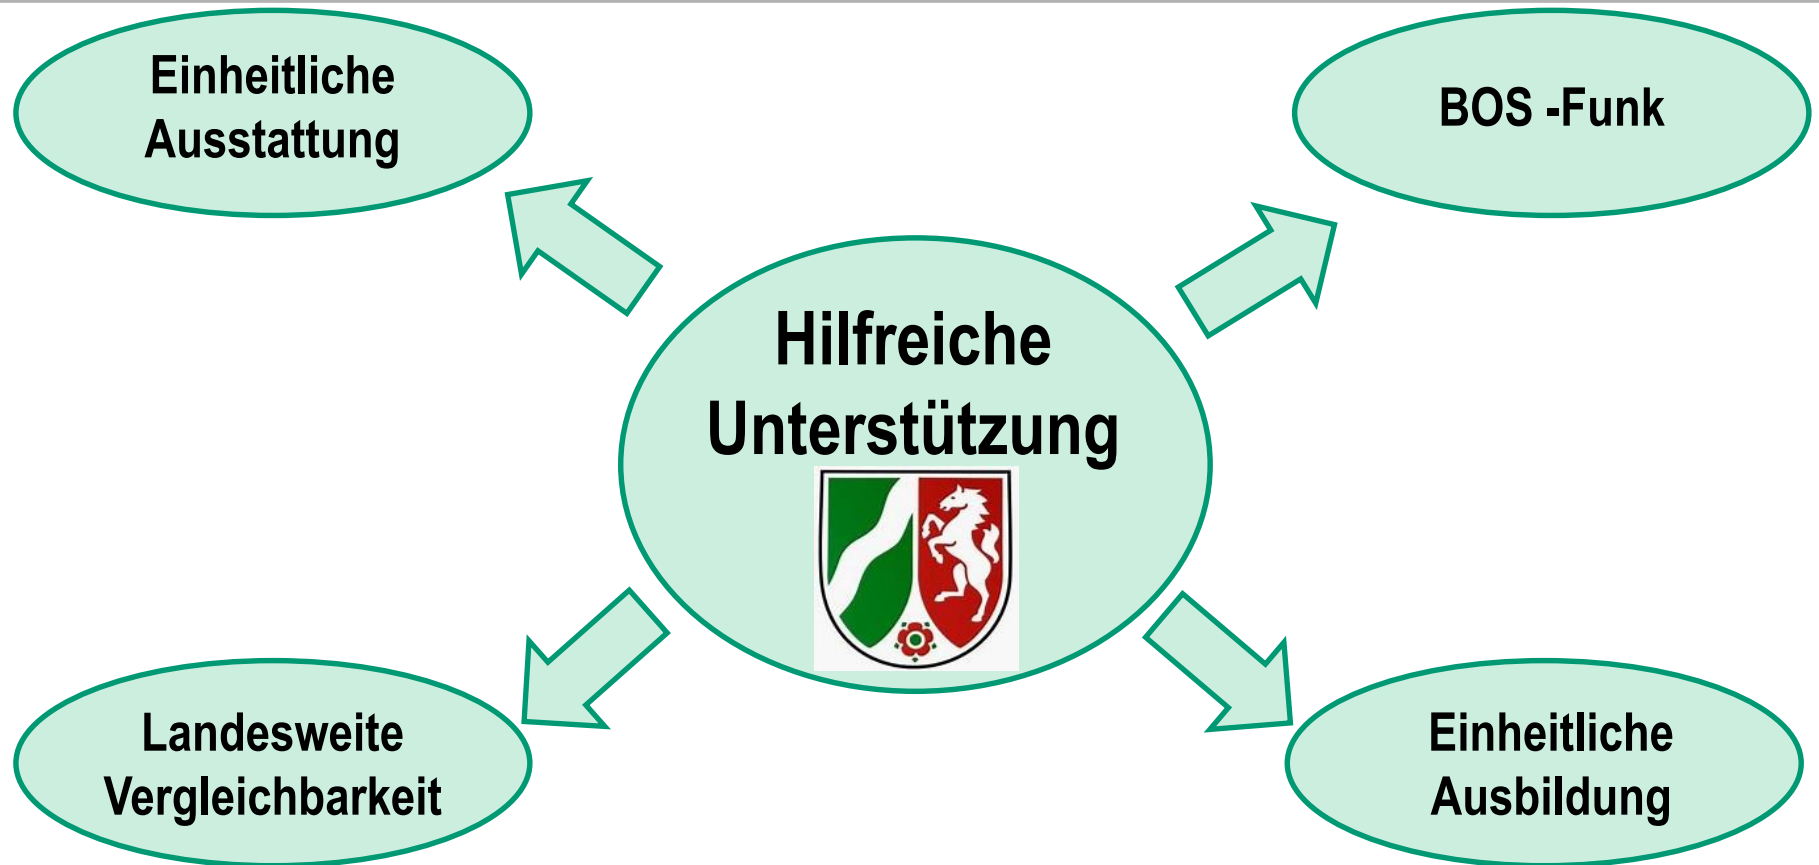 Einheitliche
Ausstattung
BOS -Funk
Hilfreiche
Unterstützung
Landesweite
Vergleichbarkeit
Einheitliche
Ausbildung